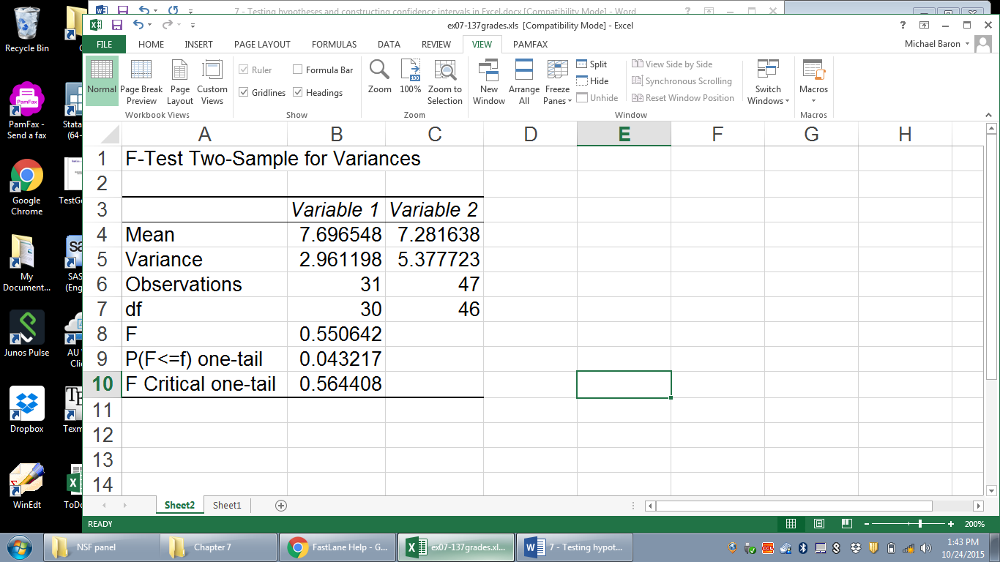 7 - Testing hypotheses and constructing confidence intervals in Excel.docx [Compatibility Mode] - Word
ex07-137grades.xls [Compatibility Mode] - Excel
FILE HOME INSERT PAGE LAYOUT FORMULAS DATA REVIEW VIEW PAMFAX
Michael Baron
Normal
Page Break Preview
Page Layout
Custom Views
Workbook Views
Ruler
Formula Bar
Gridlines
Headings
Show
Zoom
100%
Zoom to Selection
Zoom
New Window
Arrange All
Freeze Panes
Split
Hide
Unhide
View Side by Side
Synchronous Scrolling
Reset Window Position
Window
Switch Windows
Macros
Macros
A B C D E F G H
1 F-Test Two-Sample for Variances
2
3 Variable 1 Variable 2
4 Mean 7.696548 7.281638
5 Variance 2.961198 5.377723
6 Observations 31 47
7 df 30 46
8 F 0.550642
9 P(F<=f) one-tail 0.043217
10 F Critical one-tail 0.564408
11
12
13
14
Sheet2 Sheet1
READY
200%
Recycle Bin
PamFax - Send a fax
Stata (64-
Google Chrome
TestG
My Document...
SAS (Eng
Junos Pulse
AU Cli
Dropbox
Texm
WinEdt
ToDo
NSF panel
Chapter 7
FastLane Help - G...
ex07-137grades.xl...
7 - Testing hypot...
1:43 PM
10/24/2015